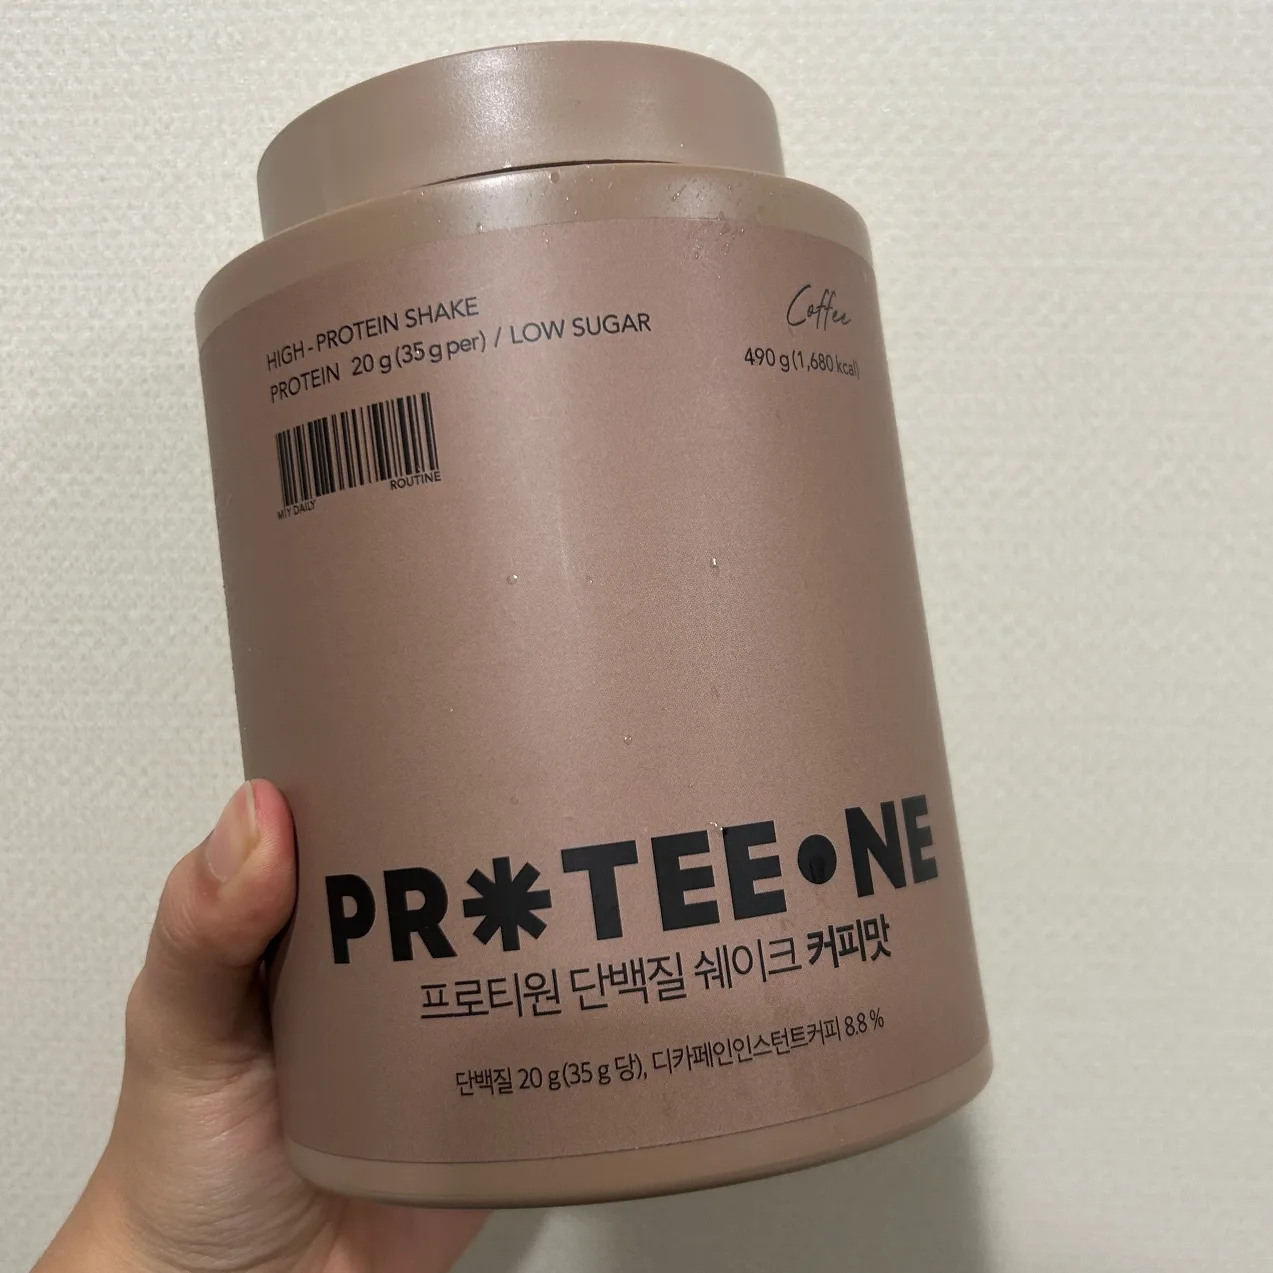 HIGH-PROTEIN SHAKE
PROTEIN 20 g (35 g per) / LOW SUGAR
Coffee
490 g (1,680 kcal)
MY DAILY
ROUTINE
PR*TEE•NE
프로티원 단백질 쉐이크 커피맛
단백질 20 g (35 g 당), 디카페인인스턴트커피 8.8 %